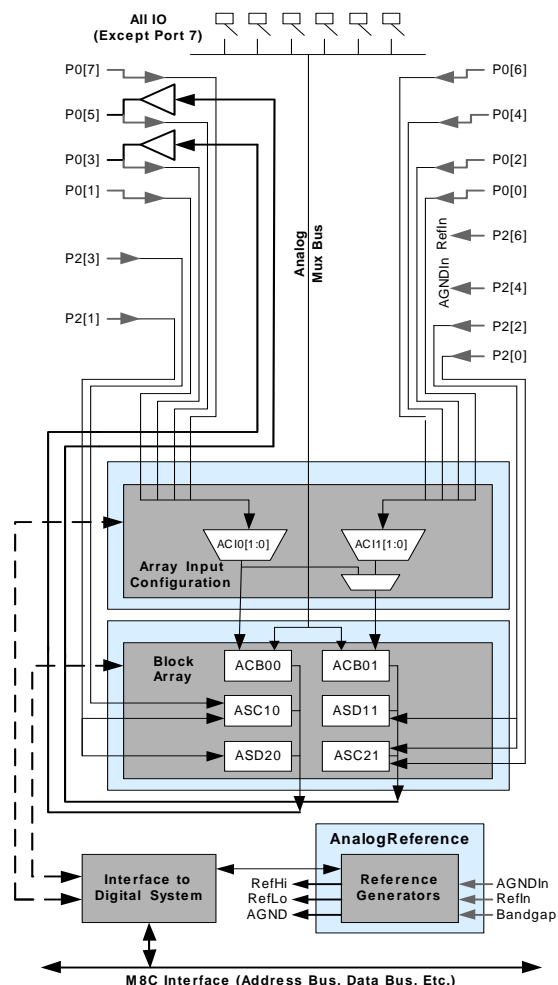 All IO
(Except Port 7)
P0[7]
P0[5]
P0[3]
P0[1]
P2[3]
P2[1]
P0[6]
P0[4]
P0[2]
P0[0]
P2[6]
P2[4]
P2[2]
P2[0]
AGNDIn RefIn
Analog
Mux Bus
ACI0[1:0]
ACI1[1:0]
Array Input
Configuration
Block
Array
ACB00
ACB01
ASC10
ASD11
ASD20
ASC21
AnalogReference
Interface to
Digital System
RefHi
RefLo
AGND
Reference
Generators
AGNDIn
RefIn
Bandgap
M8C Interface (Address Bus, Data Bus, Etc.)